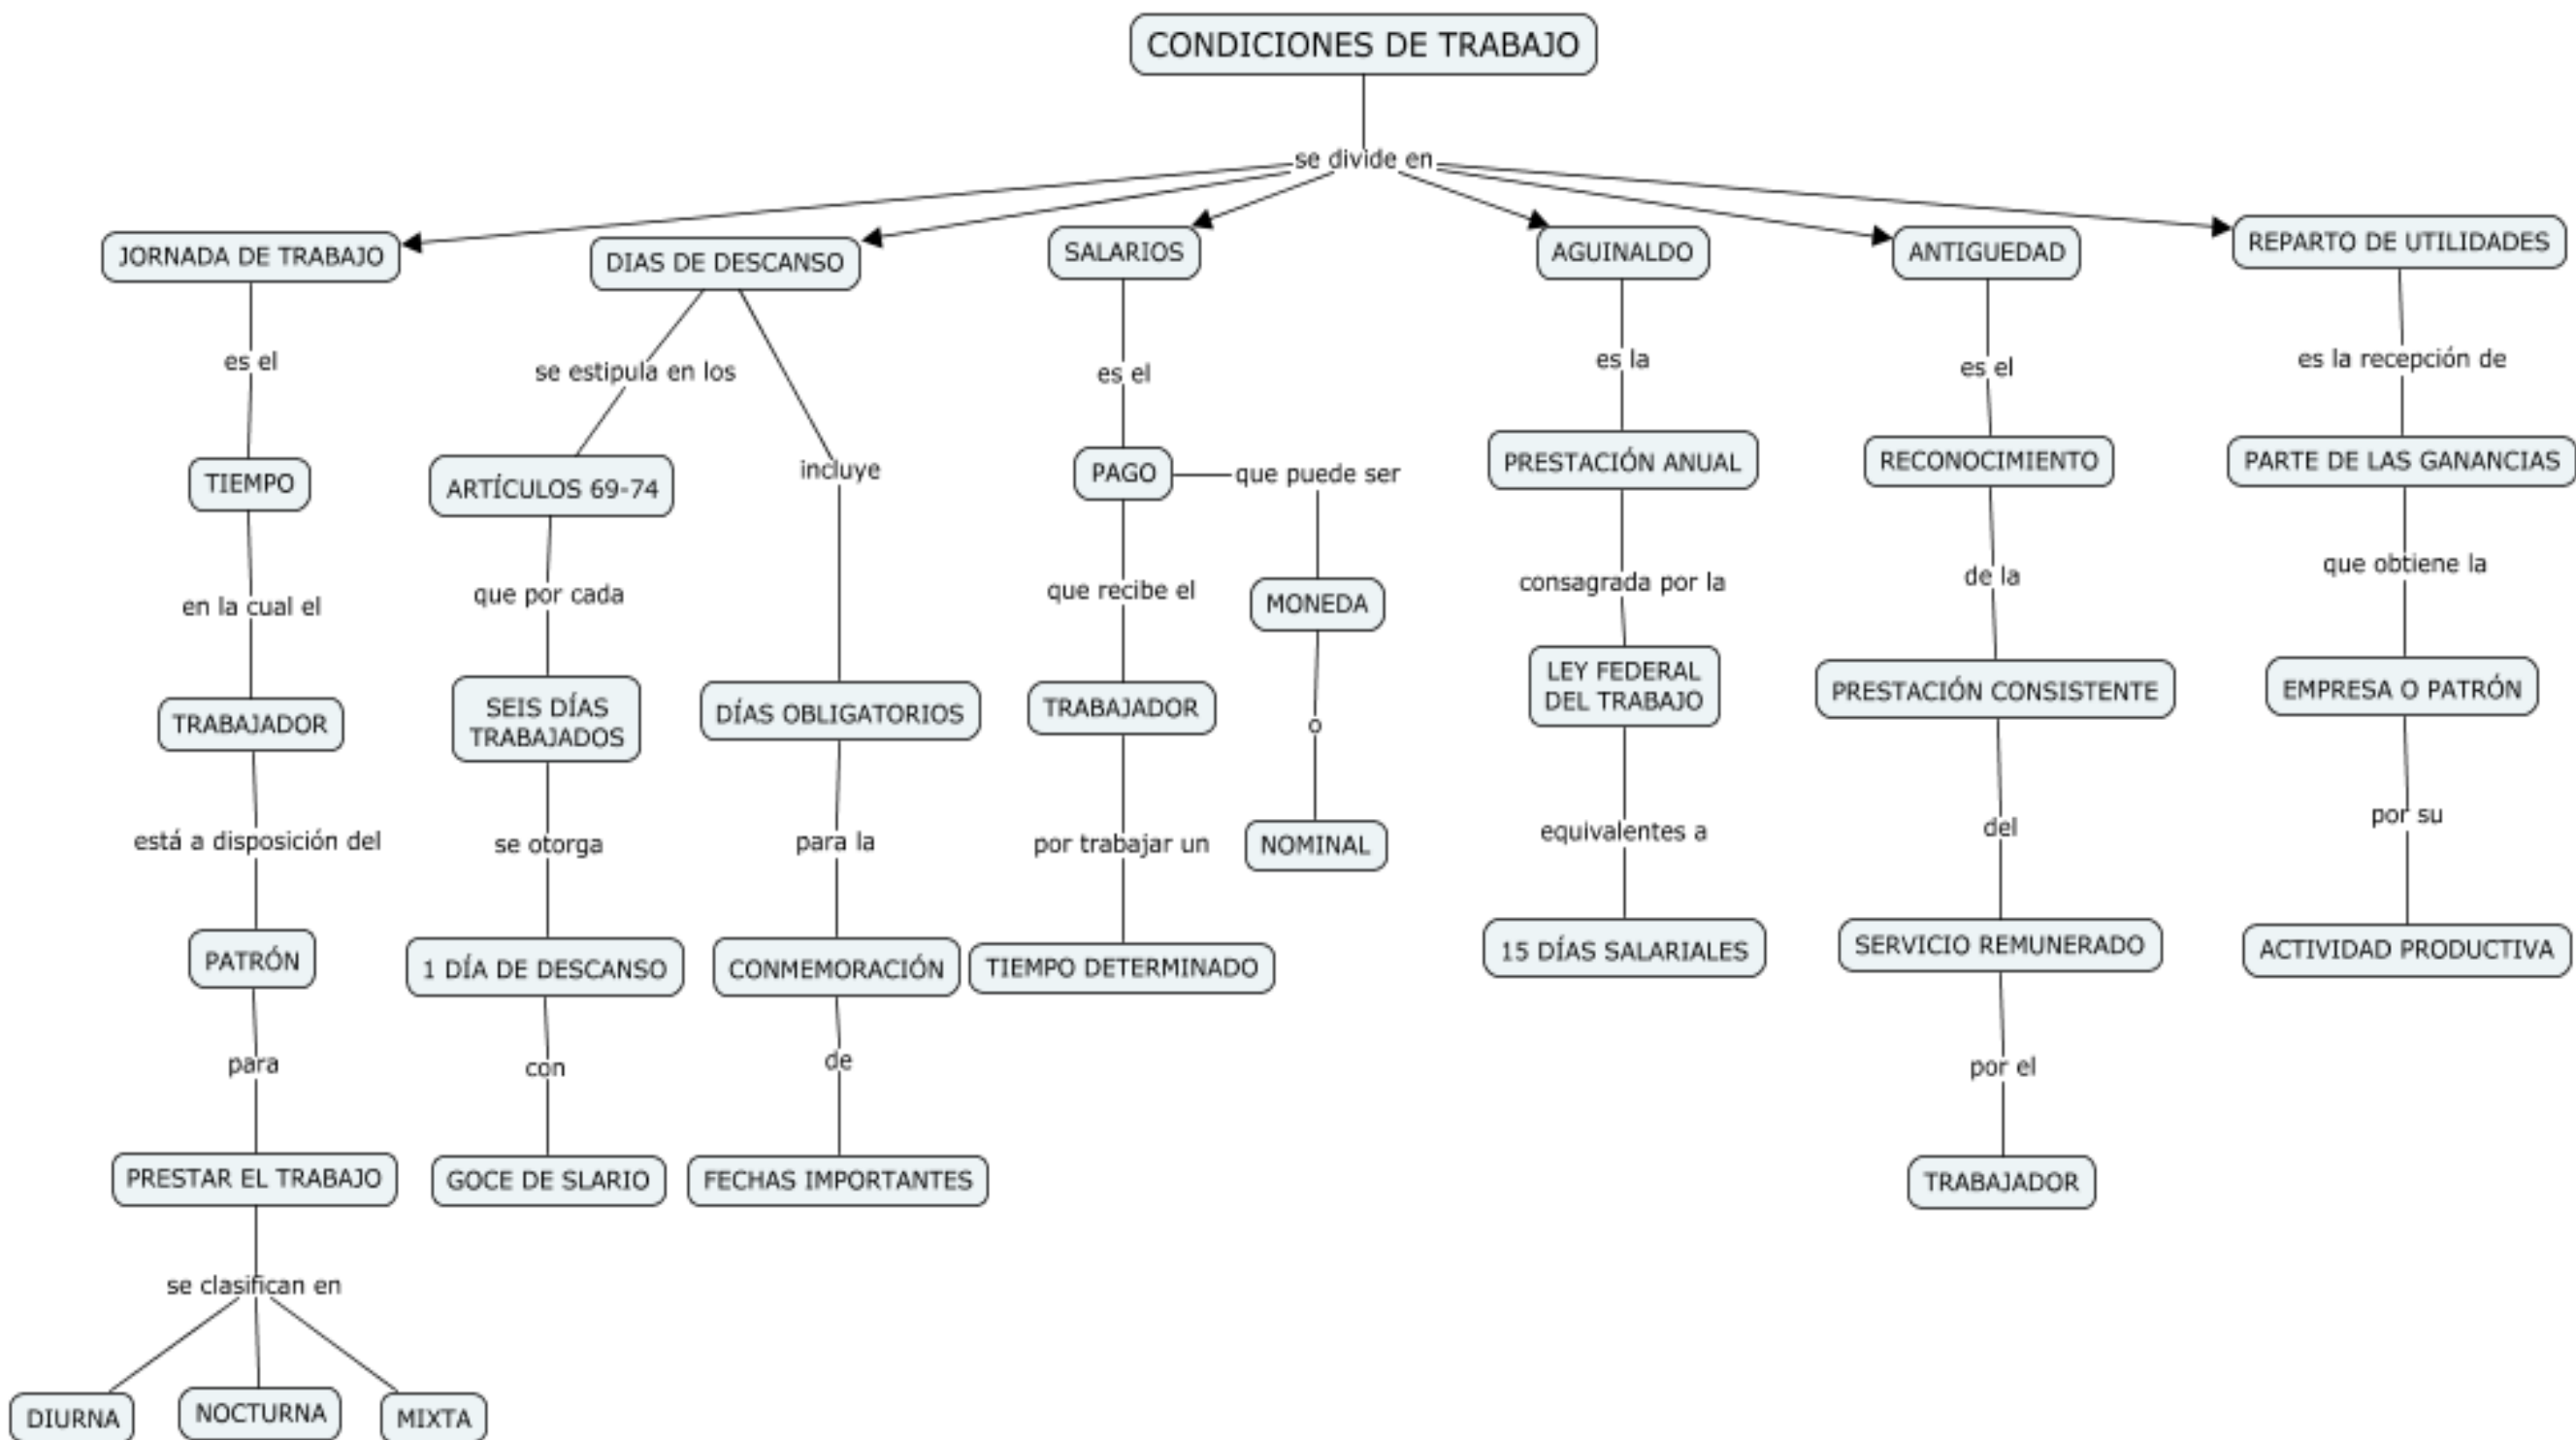 CONDICIONES DE TRABAJO
se divide en
JORNADA DE TRABAJO
es el
TIEMPO
en la cual el
TRABAJADOR
está a disposición del
PATRÓN
para
PRESTAR EL TRABAJO
se clasifican en
DIURNA
NOCTURNA
MIXTA
DIAS DE DESCANSO
se estipula en los
ARTÍCULOS 69-74
que por cada
SEIS DÍAS
TRABAJADOS
se otorga
1 DÍA DE DESCANSO
con
GOCE DE SLARIO
incluye
DÍAS OBLIGATORIOS
para la
CONMEMORACIÓN
de
FECHAS IMPORTANTES
SALARIOS
es el
PAGO
que recibe el
TRABAJADOR
por trabajar un
TIEMPO DETERMINADO
que puede ser
MONEDA
o
NOMINAL
AGUINALDO
es la
PRESTACIÓN ANUAL
consagrada por la
LEY FEDERAL
DEL TRABAJO
equivalentes a
15 DÍAS SALARIALES
ANTIGUEDAD
es el
RECONOCIMIENTO
de la
PRESTACIÓN CONSISTENTE
del
SERVICIO REMUNERADO
por el
TRABAJADOR
REPARTO DE UTILIDADES
es la recepción de
PARTE DE LAS GANANCIAS
que obtiene la
EMPRESA O PATRÓN
por su
ACTIVIDAD PRODUCTIVA